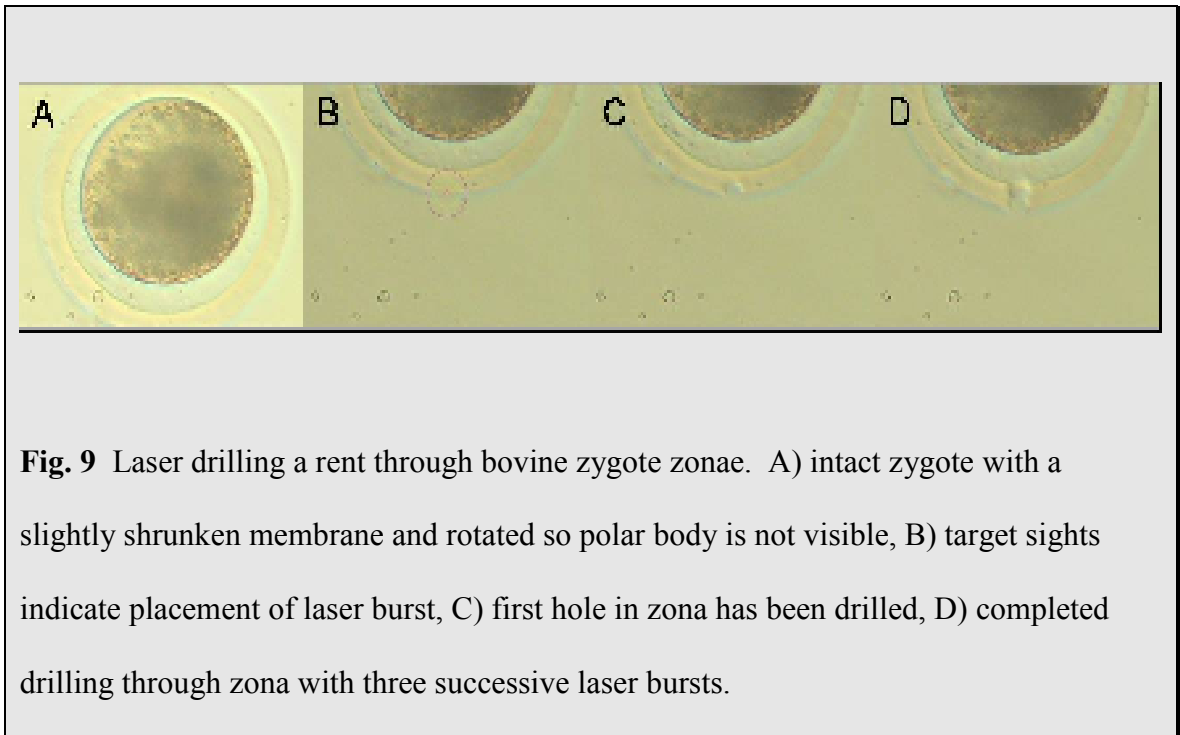 A B C D
Fig. 9 Laser drilling a rent through bovine zygote zonae. A) intact zygote with a
slightly shrunken membrane and rotated so polar body is not visible, B) target sights
indicate placement of laser burst, C) first hole in zona has been drilled, D) completed
drilling through zona with three successive laser bursts.